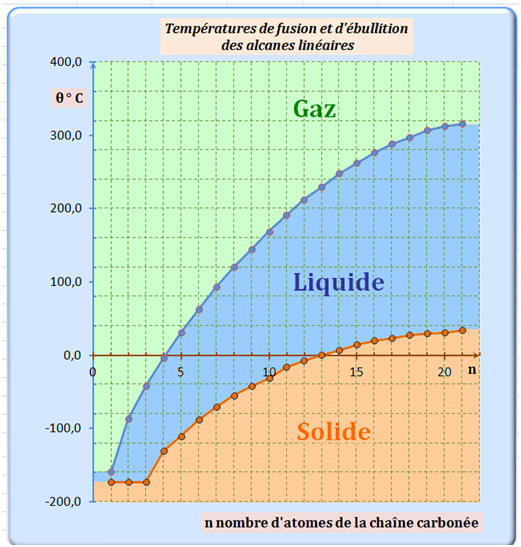 Températures de fusion et d'ébullition
des alcanes linéaires
400,0
θ° C
300,0
200,0
100,0
0,0
-100,0
-200,0
Gaz
Liquide
Solide
0
5
10
15
20
n
n nombre d'atomes de la chaîne carbonée